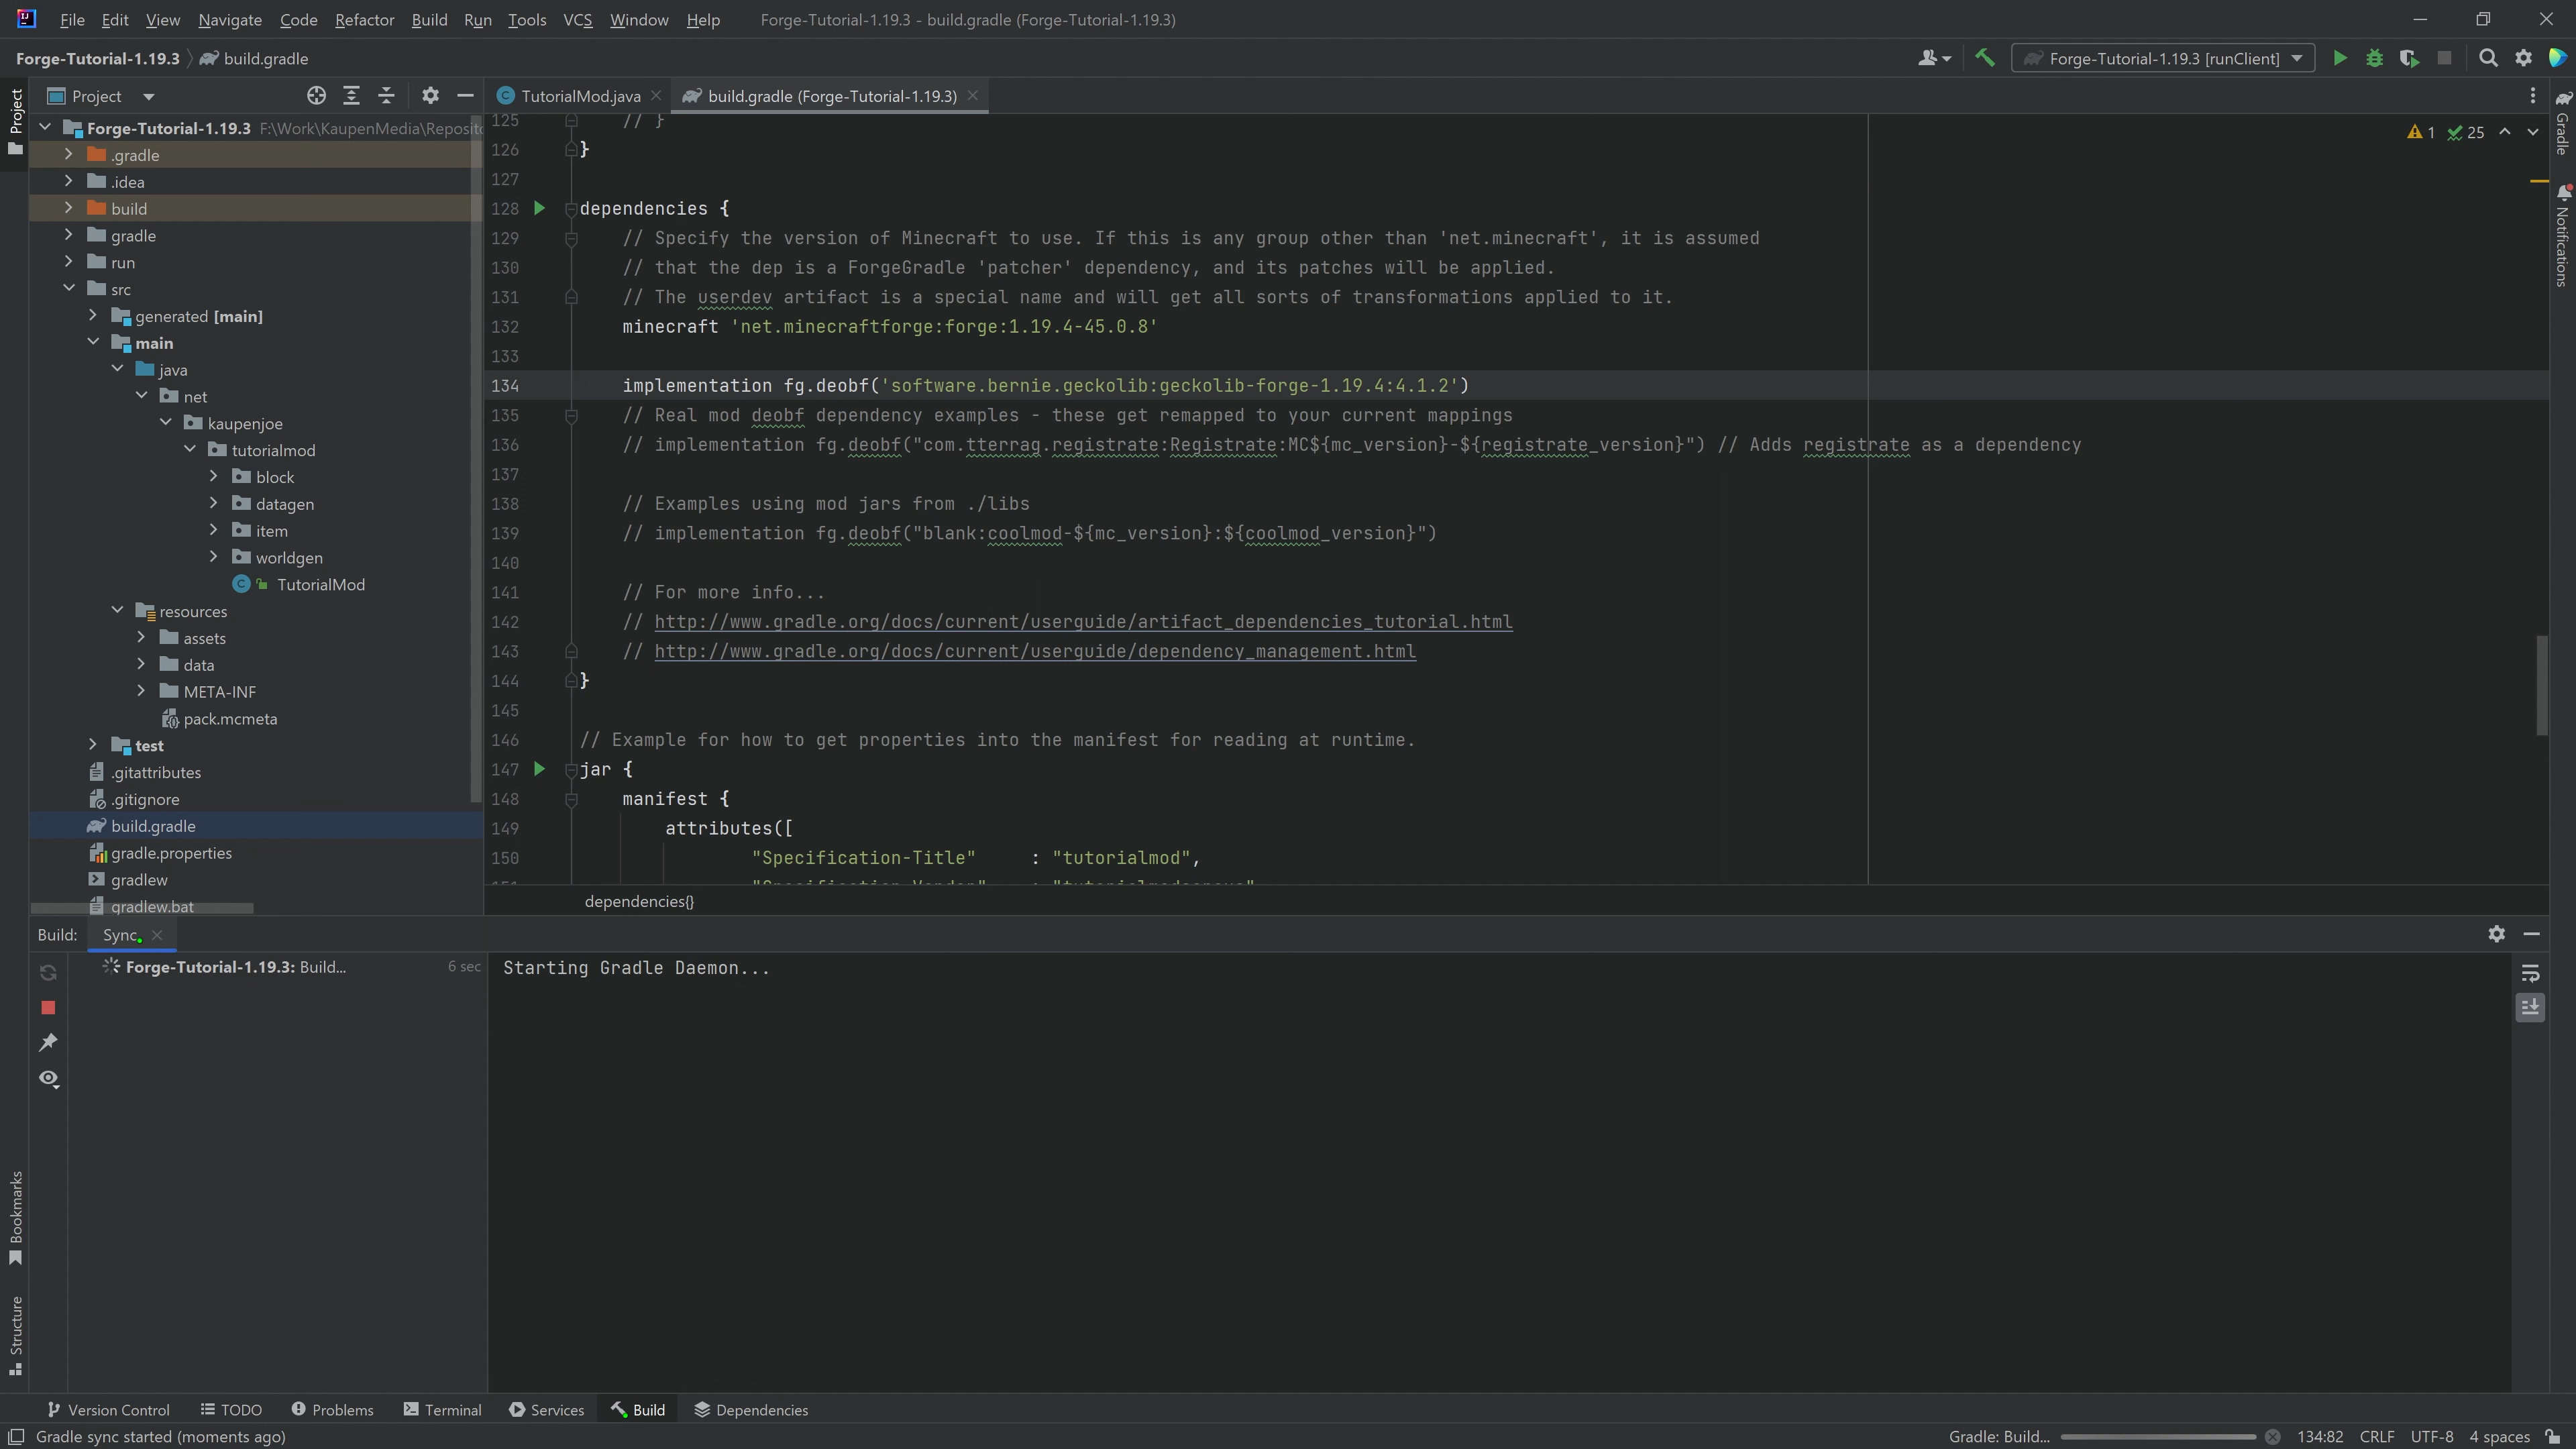 File Edit View Navigate Code Refactor Build Run Tools VCS Window Help Forge-Tutorial-1.19.3 - build.gradle (Forge-Tutorial-1.19.3)
Forge-Tutorial-1.19.3 build.gradle Forge-Tutorial-1.19.3 [runClient]
Project
TutorialMod.java build.gradle (Forge-Tutorial-1.19.3)
Project
Forge-Tutorial-1.19.3 F:\Work\KaupenMedia\Reposito
.gradle
.idea
build
gradle
run
src
generated [main]
main
java
net
kaupenjoe
tutorialmod
block
datagen
item
worldgen
TutorialMod
resources
assets
data
META-INF
pack.mcmeta
test
.gitattributes
.gitignore
build.gradle
gradle.properties
gradlew
gradlew.bat
1 25
125 // }
126 }
127
128 dependencies {
129 // Specify the version of Minecraft to use. If this is any group other than 'net.minecraft', it is assumed
130 // that the dep is a ForgeGradle 'patcher' dependency, and its patches will be applied.
131 // The userdev artifact is a special name and will get all sorts of transformations applied to it.
132 minecraft 'net.minecraftforge:forge:1.19.4-45.0.8'
133
134 implementation fg.deobf('software.bernie.geckolib:geckolib-forge-1.19.4:4.1.2')
135 // Real mod deobf dependency examples - these get remapped to your current mappings
136 // implementation fg.deobf("com.tterrag.registrate:Registrate:MC${mc_version}-${registrate_version}") // Adds registrate as a dependency
137
138 // Examples using mod jars from ./libs
139 // implementation fg.deobf("blank:coolmod-${mc_version}:${coolmod_version}")
140
141 // For more info...
142 // http://www.gradle.org/docs/current/userguide/artifact_dependencies_tutorial.html
143 // http://www.gradle.org/docs/current/userguide/dependency_management.html
144 }
145
146 // Example for how to get properties into the manifest for reading at runtime.
147 jar {
148 manifest {
149 attributes([
150 "Specification-Title" : "tutorialmod",
dependencies{}
Gradle
Notifications
Build: Sync
Forge-Tutorial-1.19.3: Build... 6 sec
Starting Gradle Daemon...
Bookmarks
Structure
Version Control TODO Problems Terminal Services Build Dependencies
Gradle sync started (moments ago) Gradle: Build... 134:82 CRLF UTF-8 4 spaces